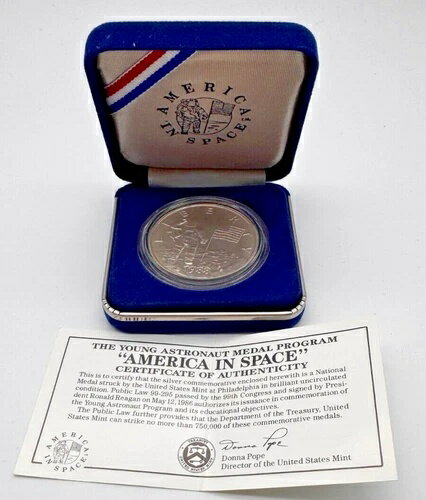 AMERICA
IN SPACE
LIBERTY
1988
THE YOUNG ASTRONAUT MEDAL PROGRAM
"AMERICA IN SPACE"
CERTIFICATE OF AUTHENTICITY
This is to certify that the silver commemorative enclosed herewith is a National
Medal struck by the United States Mint at Philadelphia in brilliant uncirculated
condition. Public Law 99-295 passed by the 99th Congress and signed by Presi-
dent Ronald Reagan on May 12, 1986 authorizes its issuance in commemoration of
the Young Astronaut Program and its educational objectives.
The Public Law further provides that the Department of the Treasury, United
States Mint can strike no more than 750,000 of these commemorative medals.
AMERICA
IN SPACE
Donna Pope
Donna Pope
Director of the United States Mint